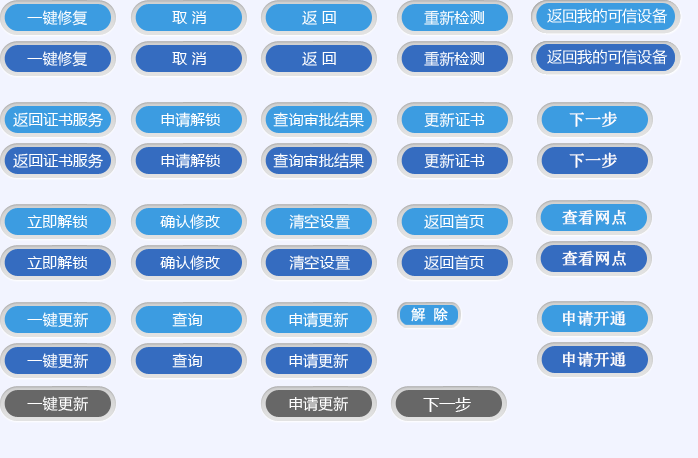 一键修复 取 消 返 回 重新检测 返回我的可信设备
一键修复 取 消 返 回 重新检测 返回我的可信设备
返回证书服务 申请解锁 查询审批结果 更新证书 下一步
返回证书服务 申请解锁 查询审批结果 更新证书 下一步
立即解锁 确认修改 清空设置 返回首页 查看网点
立即解锁 确认修改 清空设置 返回首页 查看网点
一键更新 查询 申请更新 解 除 申请开通
一键更新 查询 申请更新 申请开通
一键更新 申请更新 下一步